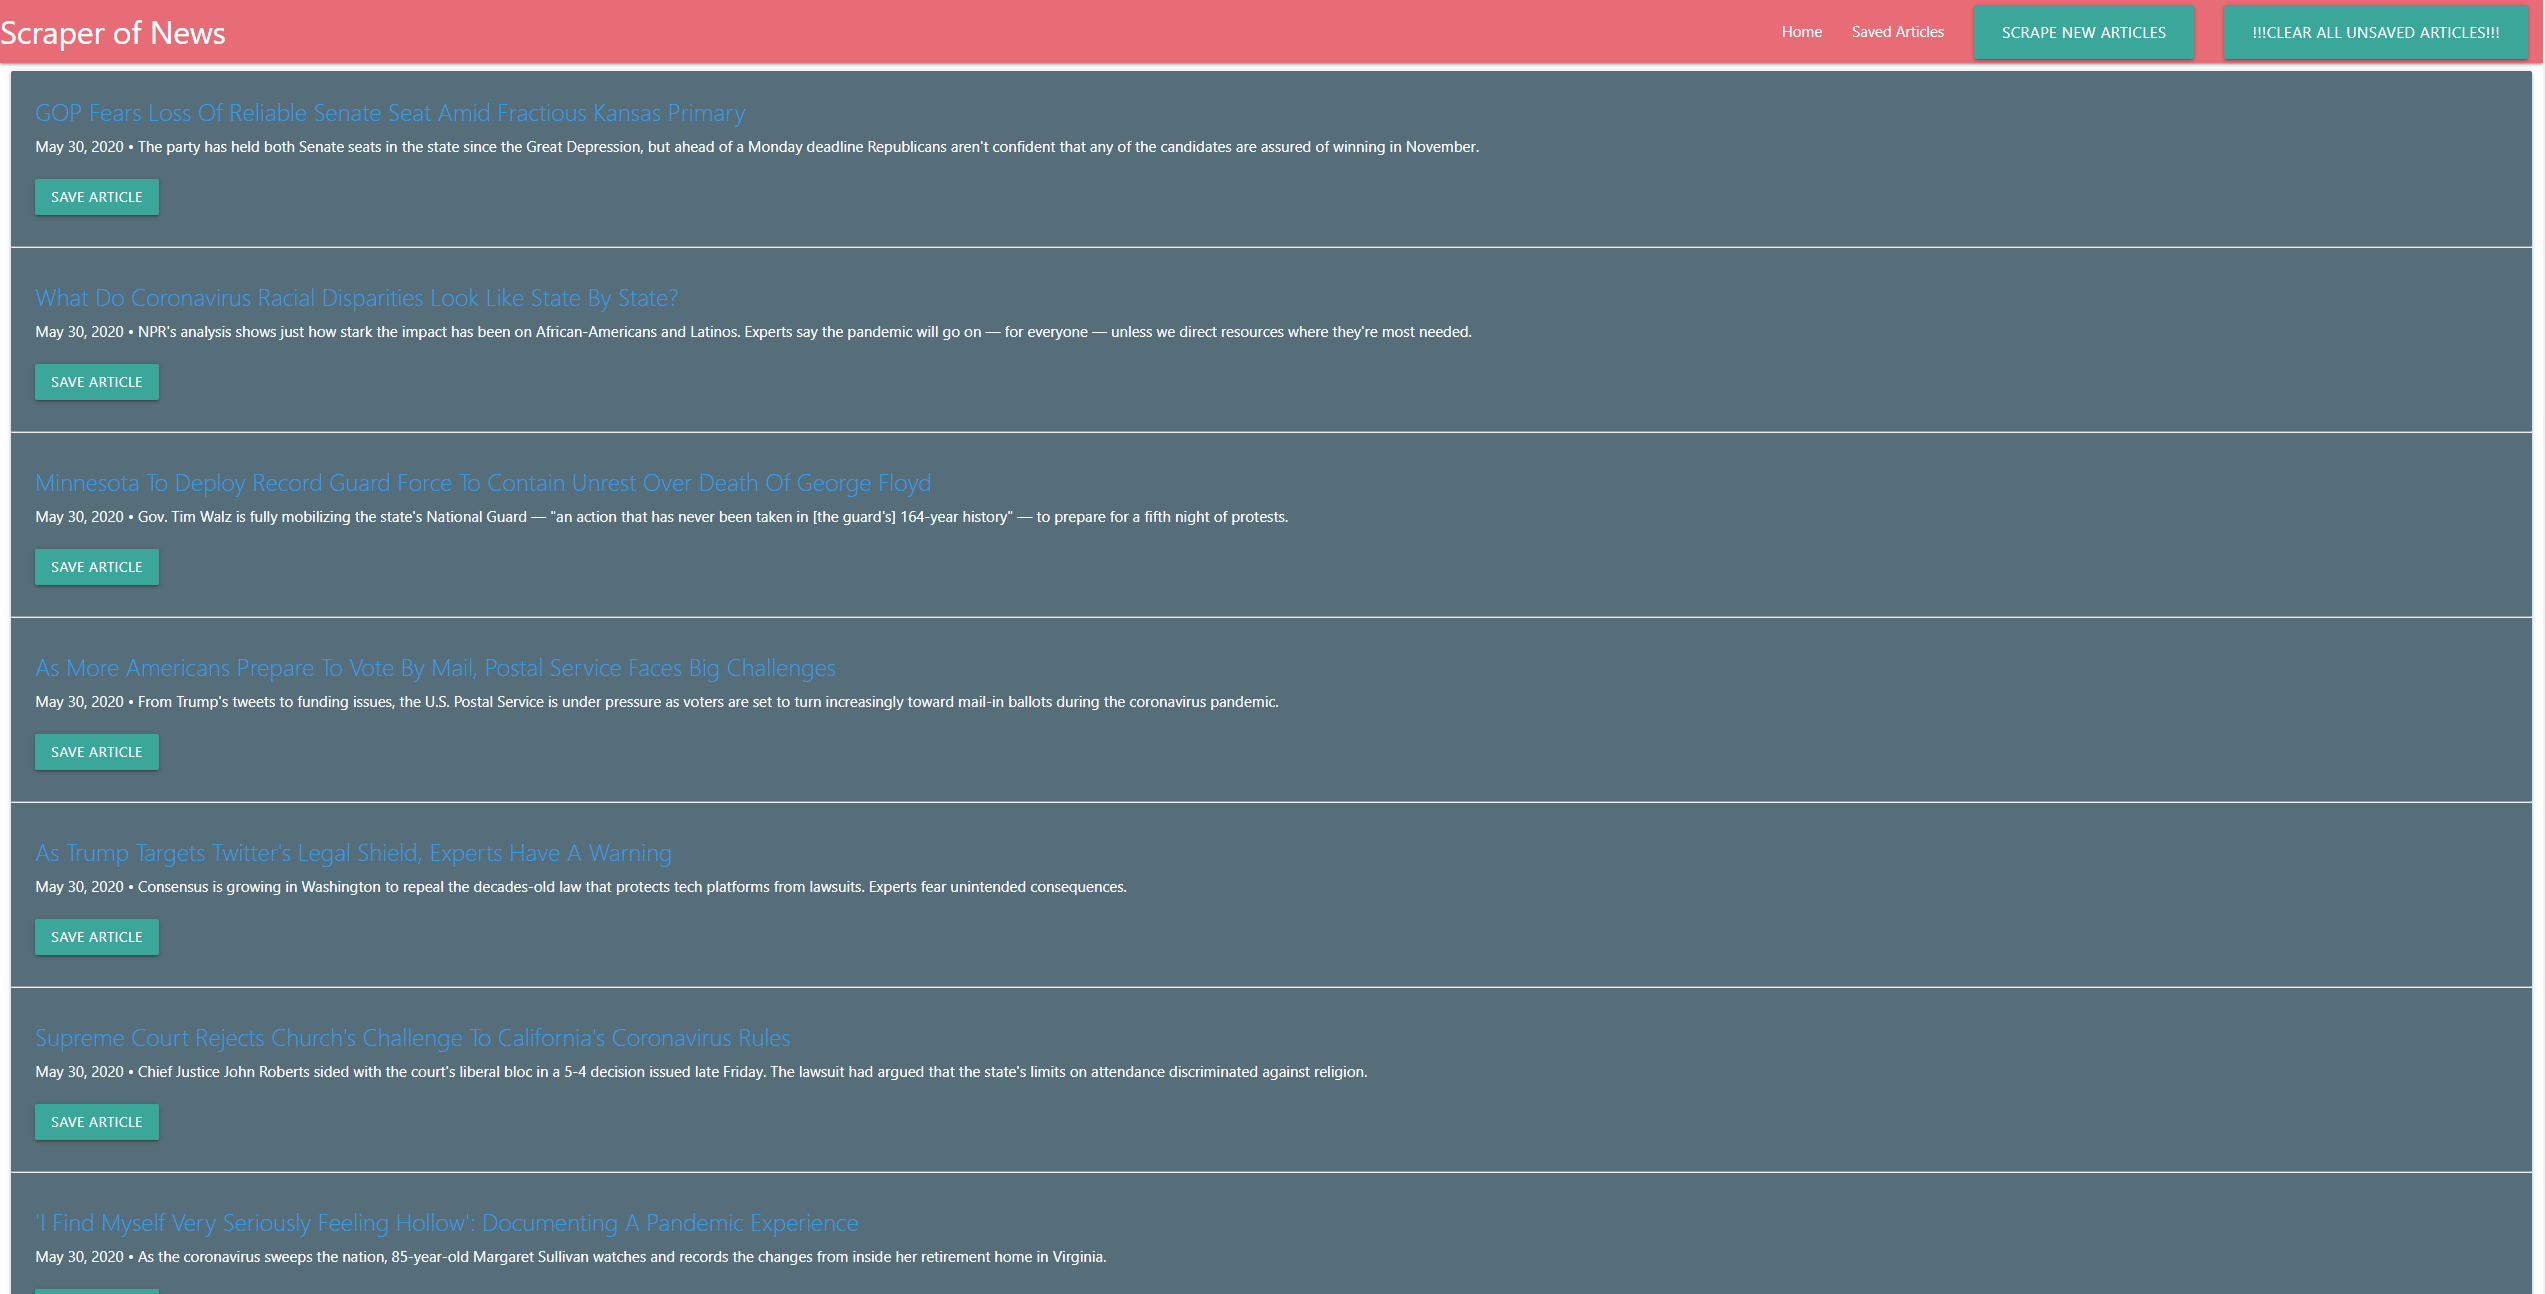 Scraper of News
Home
Saved Articles
SCRAPE NEW ARTICLES
!!!CLEAR ALL UNSAVED ARTICLES!!!
GOP Fears Loss Of Reliable Senate Seat Amid Fractious Kansas Primary
May 30, 2020 • The party has held both Senate seats in the state since the Great Depression, but ahead of a Monday deadline Republicans aren't confident that any of the candidates are assured of winning in November.
SAVE ARTICLE
What Do Coronavirus Racial Disparities Look Like State By State?
May 30, 2020 • NPR's analysis shows just how stark the impact has been on African-Americans and Latinos. Experts say the pandemic will go on — for everyone — unless we direct resources where they're most needed.
SAVE ARTICLE
Minnesota To Deploy Record Guard Force To Contain Unrest Over Death Of George Floyd
May 30, 2020 • Gov. Tim Walz is fully mobilizing the state's National Guard — "an action that has never been taken in [the guard's] 164-year history" — to prepare for a fifth night of protests.
SAVE ARTICLE
As More Americans Prepare To Vote By Mail, Postal Service Faces Big Challenges
May 30, 2020 • From Trump's tweets to funding issues, the U.S. Postal Service is under pressure as voters are set to turn increasingly toward mail-in ballots during the coronavirus pandemic.
SAVE ARTICLE
As Trump Targets Twitter's Legal Shield, Experts Have A Warning
May 30, 2020 • Consensus is growing in Washington to repeal the decades-old law that protects tech platforms from lawsuits. Experts fear unintended consequences.
SAVE ARTICLE
Supreme Court Rejects Church's Challenge To California's Coronavirus Rules
May 30, 2020 • Chief Justice John Roberts sided with the court's liberal bloc in a 5-4 decision issued late Friday. The lawsuit had argued that the state's limits on attendance discriminated against religion.
SAVE ARTICLE
'I Find Myself Very Seriously Feeling Hollow': Documenting A Pandemic Experience
May 30, 2020 • As the coronavirus sweeps the nation, 85-year-old Margaret Sullivan watches and records the changes from inside her retirement home in Virginia.